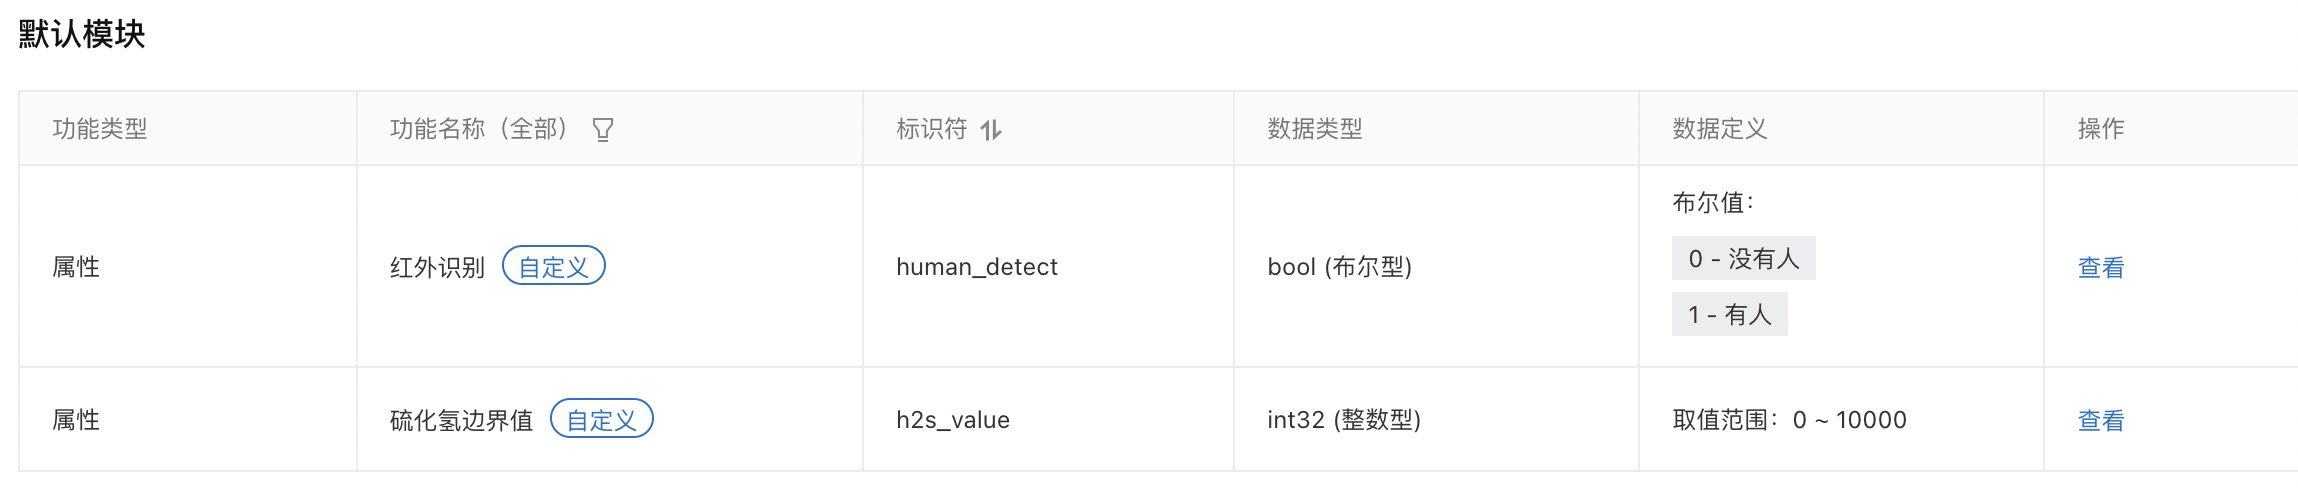 默认模块
功能类型 功能名称（全部） 标识符 数据类型 数据定义 操作
属性 红外识别 自定义 human_detect bool (布尔型) 布尔值：
0 - 没有人
1 - 有人
查看
属性 硫化氢边界值 自定义 h2s_value int32 (整数型) 取值范围：0 ~ 10000 查看